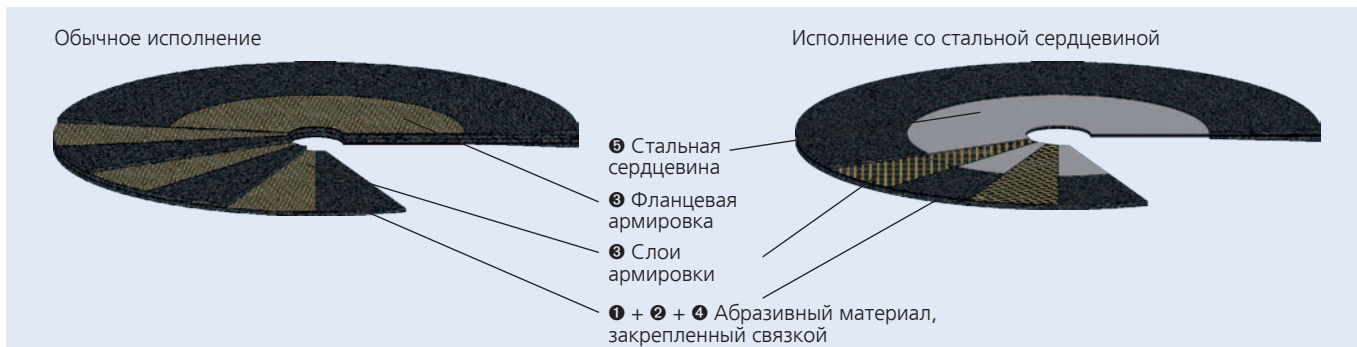 Обычное исполнение
Исполнение со стальной сердцевиной
❺ Стальная
сердцевина
❸ Фланцевая
армировка
❸ Слои
армировки
❶ + ❷ + ❹ Абразивный материал,
закрепленный связкой